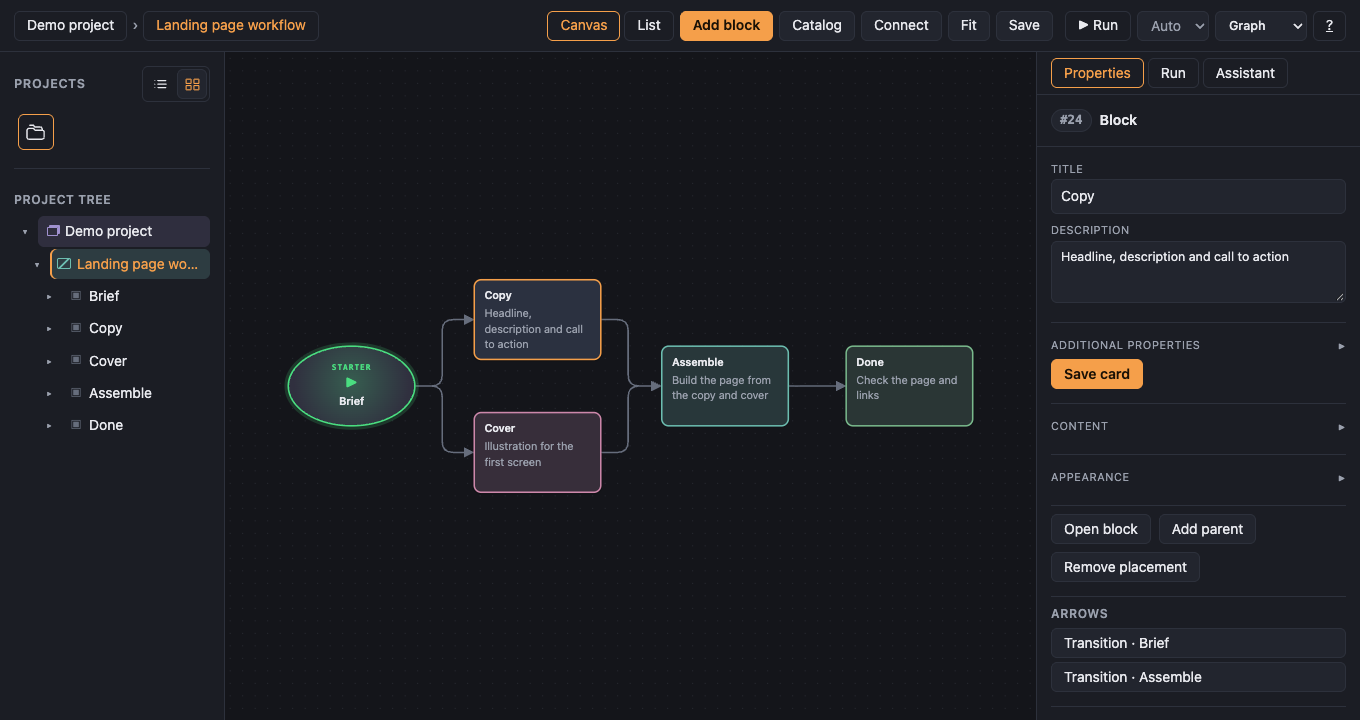 Demo project › Landing page workflow
Canvas List Add block Catalog Connect Fit Save ▶ Run Auto Graph ?
PROJECTS
PROJECT TREE
Demo project
Landing page wo...
Brief
Copy
Cover
Assemble
Done
STARTER
Brief
Copy
Headline,
description and call
to action
Cover
Illustration for the
first screen
Assemble
Build the page from
the copy and cover
Done
Check the page and
links
Properties Run Assistant
#24 Block
TITLE
Copy
DESCRIPTION
Headline, description and call to action
ADDITIONAL PROPERTIES
Save card
CONTENT
APPEARANCE
Open block Add parent
Remove placement
ARROWS
Transition · Brief
Transition · Assemble